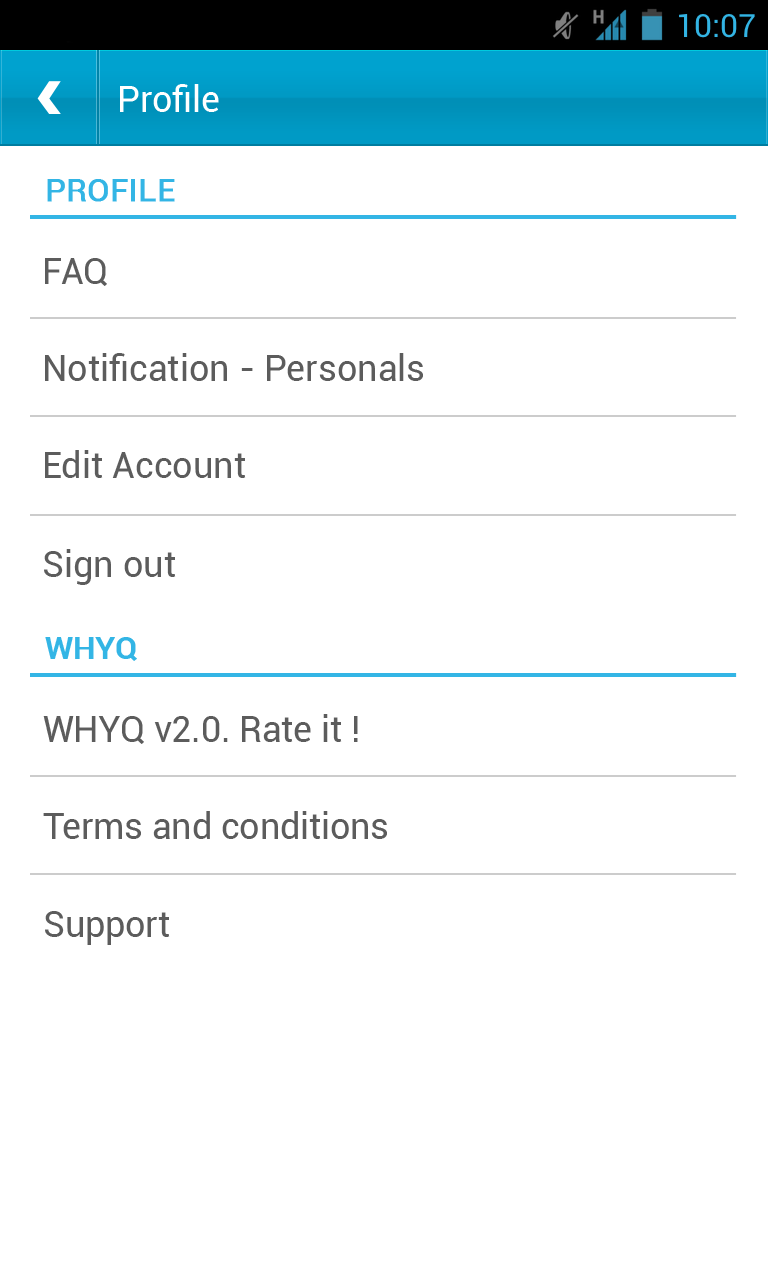 H 10:07
Profile
PROFILE
FAQ
Notification - Personals
Edit Account
Sign out
WHYQ
WHYQ v2.0. Rate it !
Terms and conditions
Support